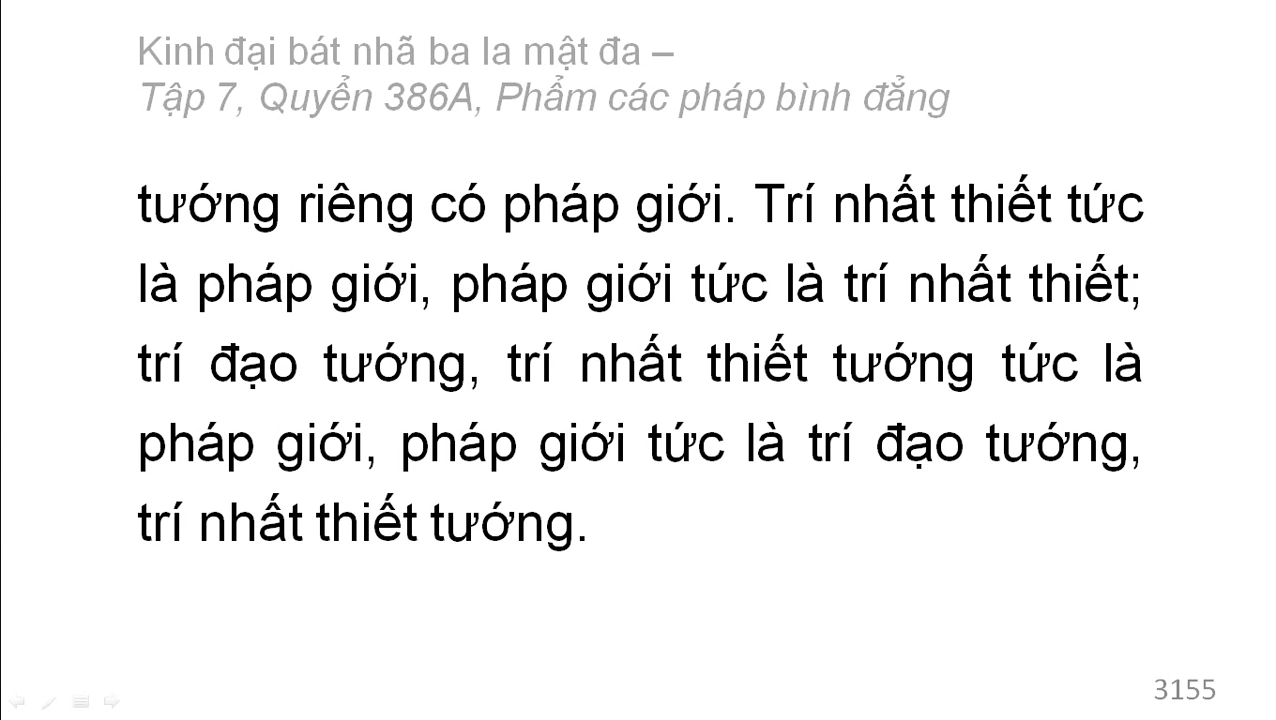 Kinh đại bát nhã ba la mật đa –
Tập 7, Quyển 386A, Phẩm các pháp bình đẳng
tướng riêng có pháp giới. Trí nhất thiết tức
là pháp giới, pháp giới tức là trí nhất thiết;
trí đạo tướng, trí nhất thiết tướng tức là
pháp giới, pháp giới tức là trí đạo tướng,
trí nhất thiết tướng.
3155